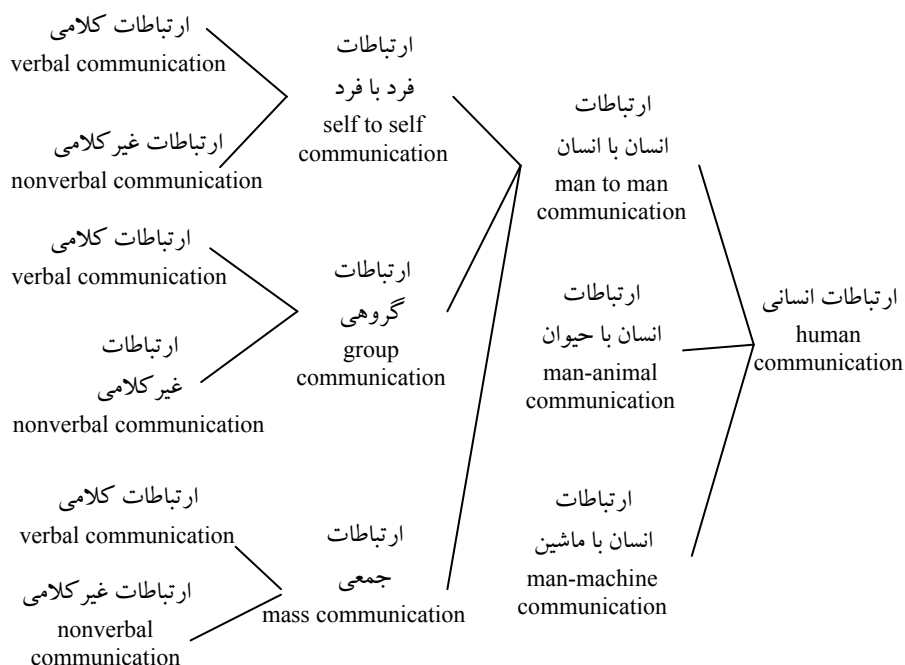 ارتباطات انسانی
human
communication
ارتباطات
انسان با انسان
man to man
communication
ارتباطات
انسان با حیوان
man-animal
communication
ارتباطات
انسان با ماشین
man-machine
communication
ارتباطات
فرد با فرد
self to self
communication
ارتباطات
گروهی
group
communication
ارتباطات
جمعی
mass communication
ارتباطات کلامی
verbal communication
ارتباطات غیرکلامی
nonverbal communication
ارتباطات کلامی
verbal communication
ارتباطات
غیرکلامی
nonverbal communication
ارتباطات کلامی
verbal communication
ارتباطات غیرکلامی
nonverbal
communication